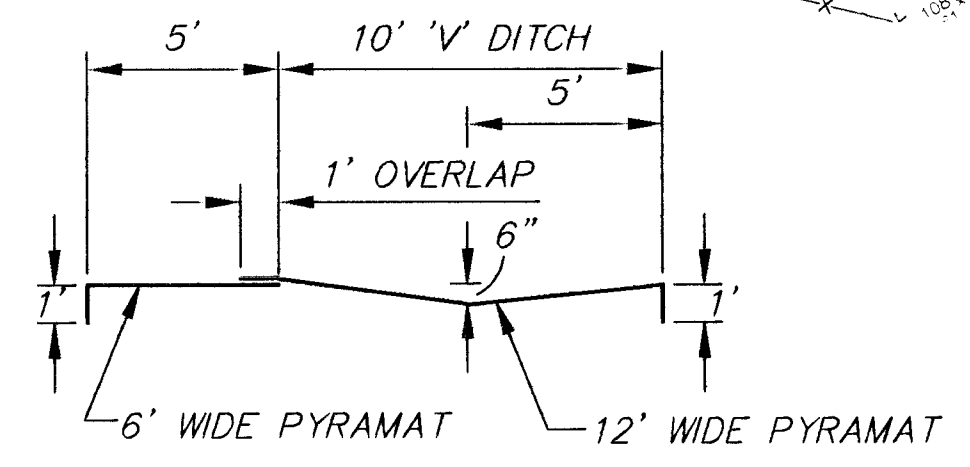 5' 10' 'V' DITCH
5'
1' OVERLAP
6"
1' 1'
6' WIDE PYRAMAT 12' WIDE PYRAMAT